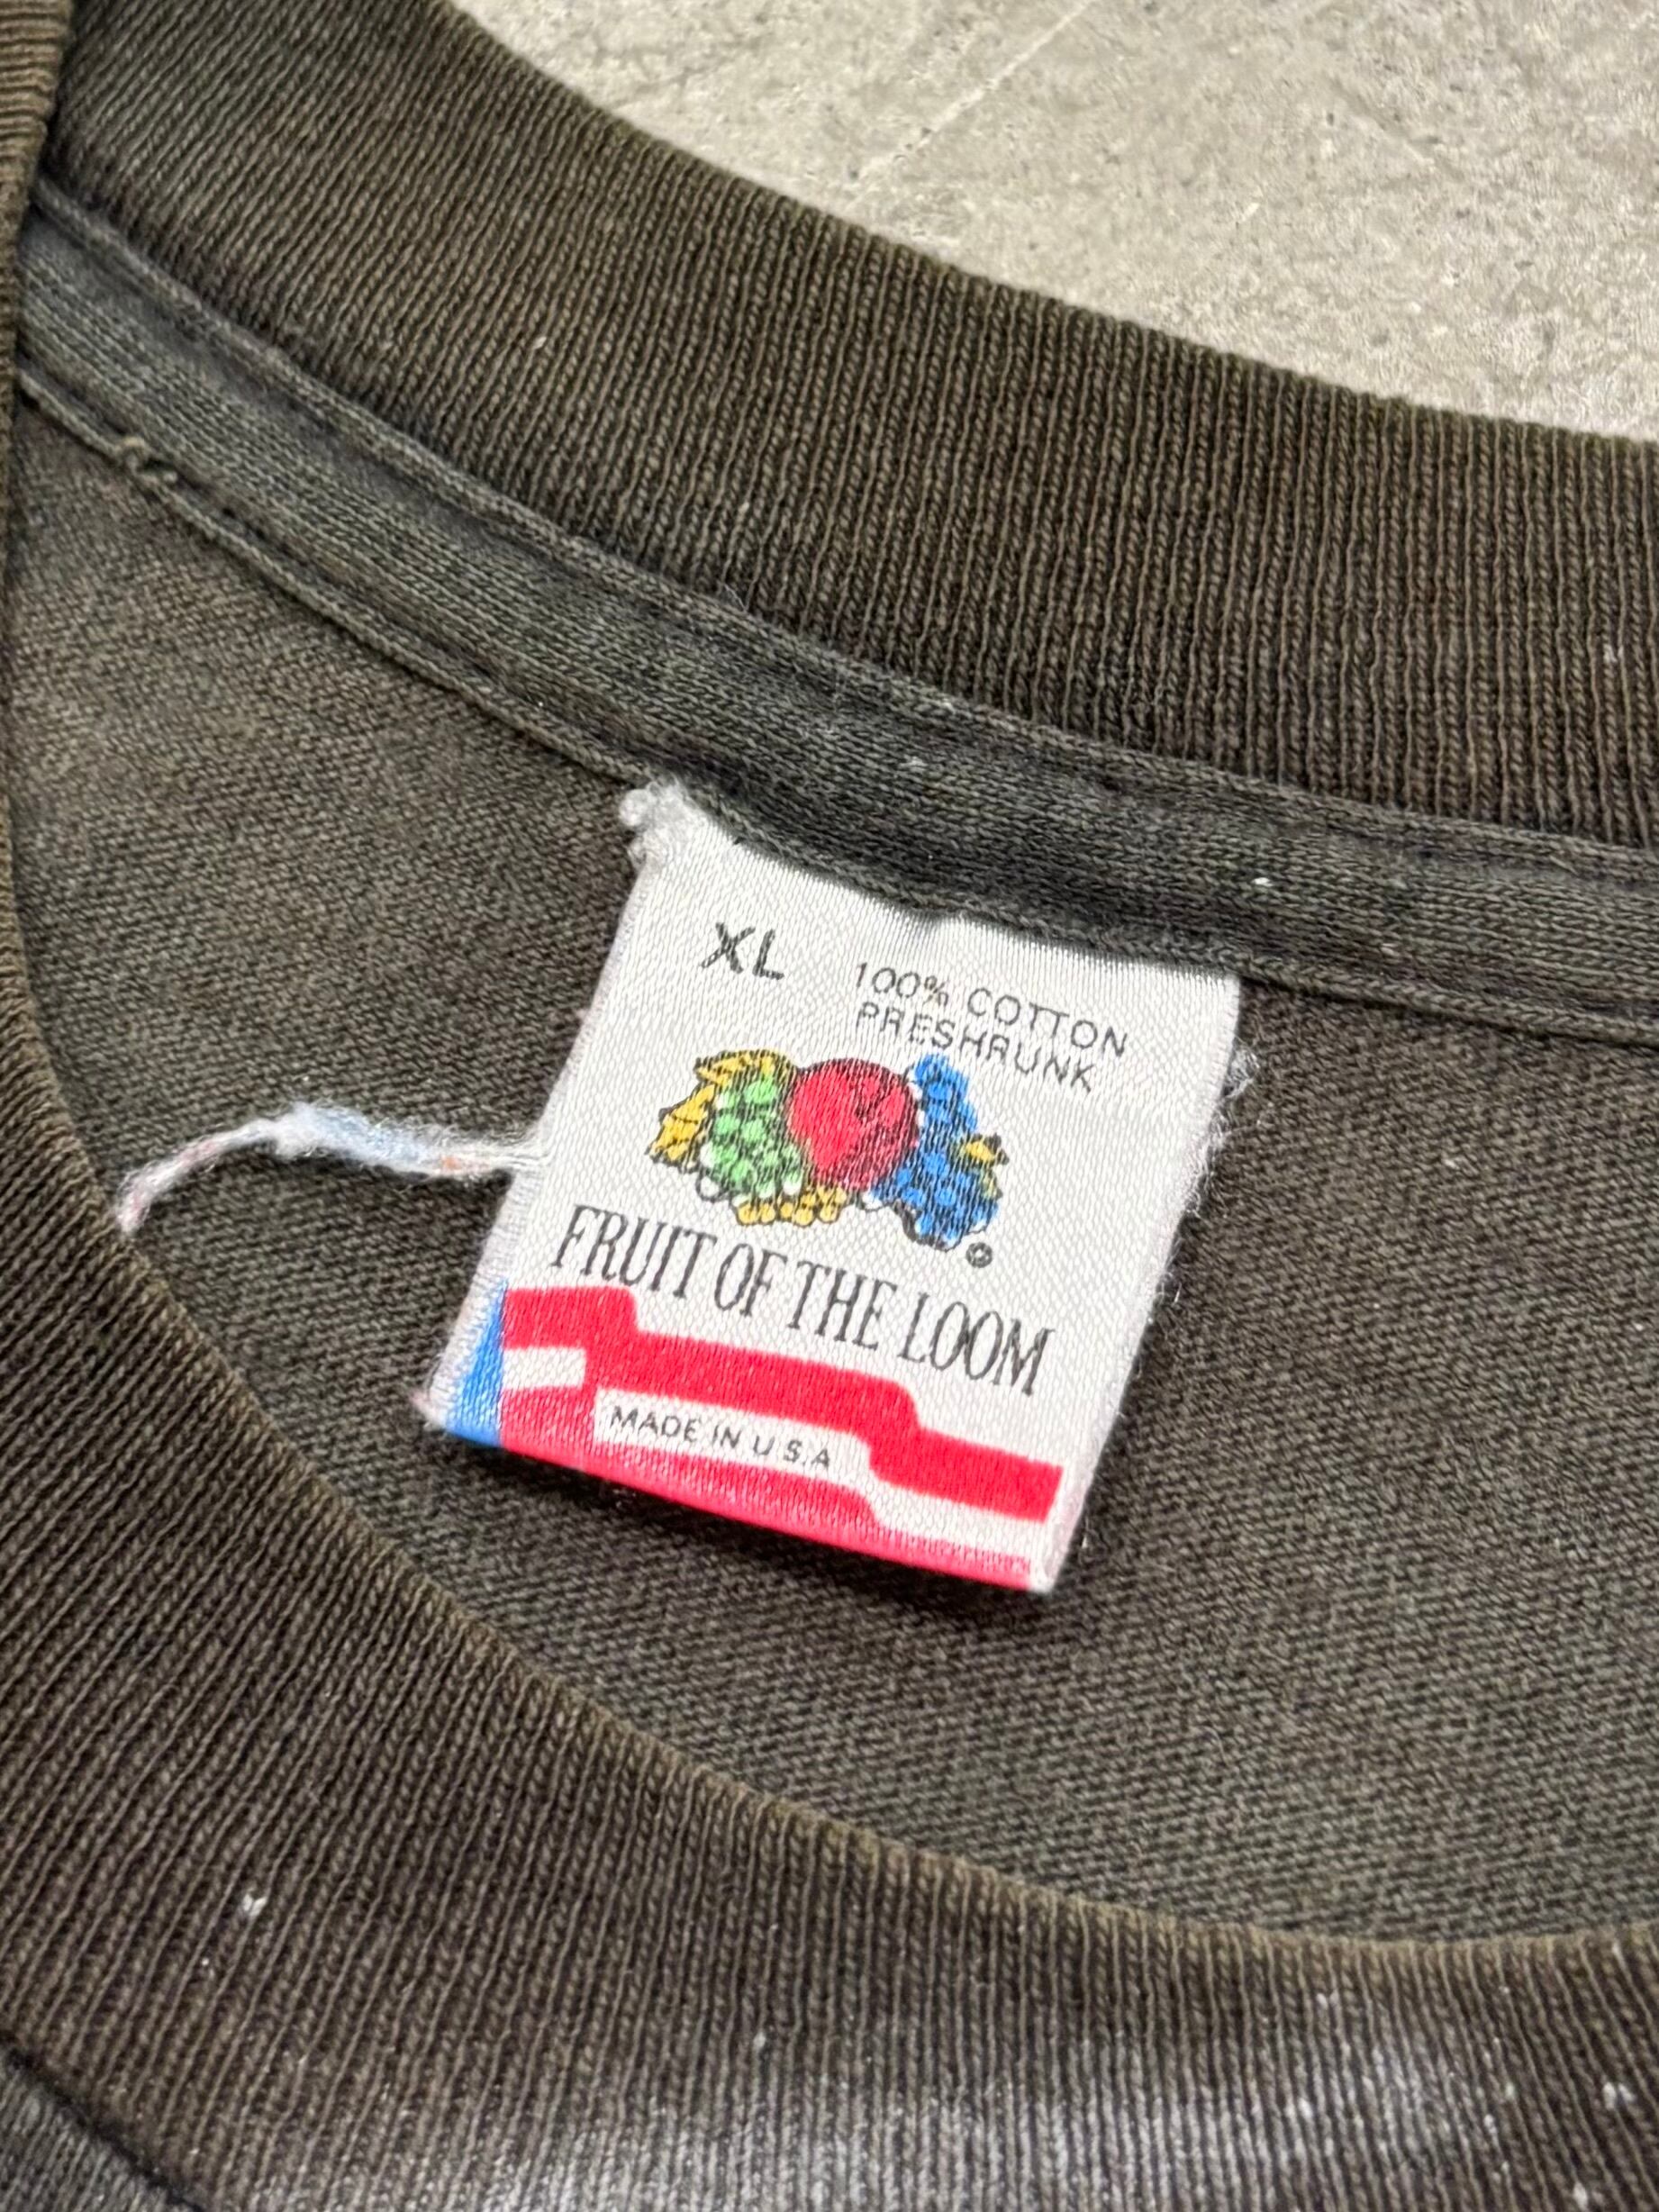 XL
100% COTTON
PRESHRUNK
®
FRUIT OF THE LOOM
MADE IN U.S.A